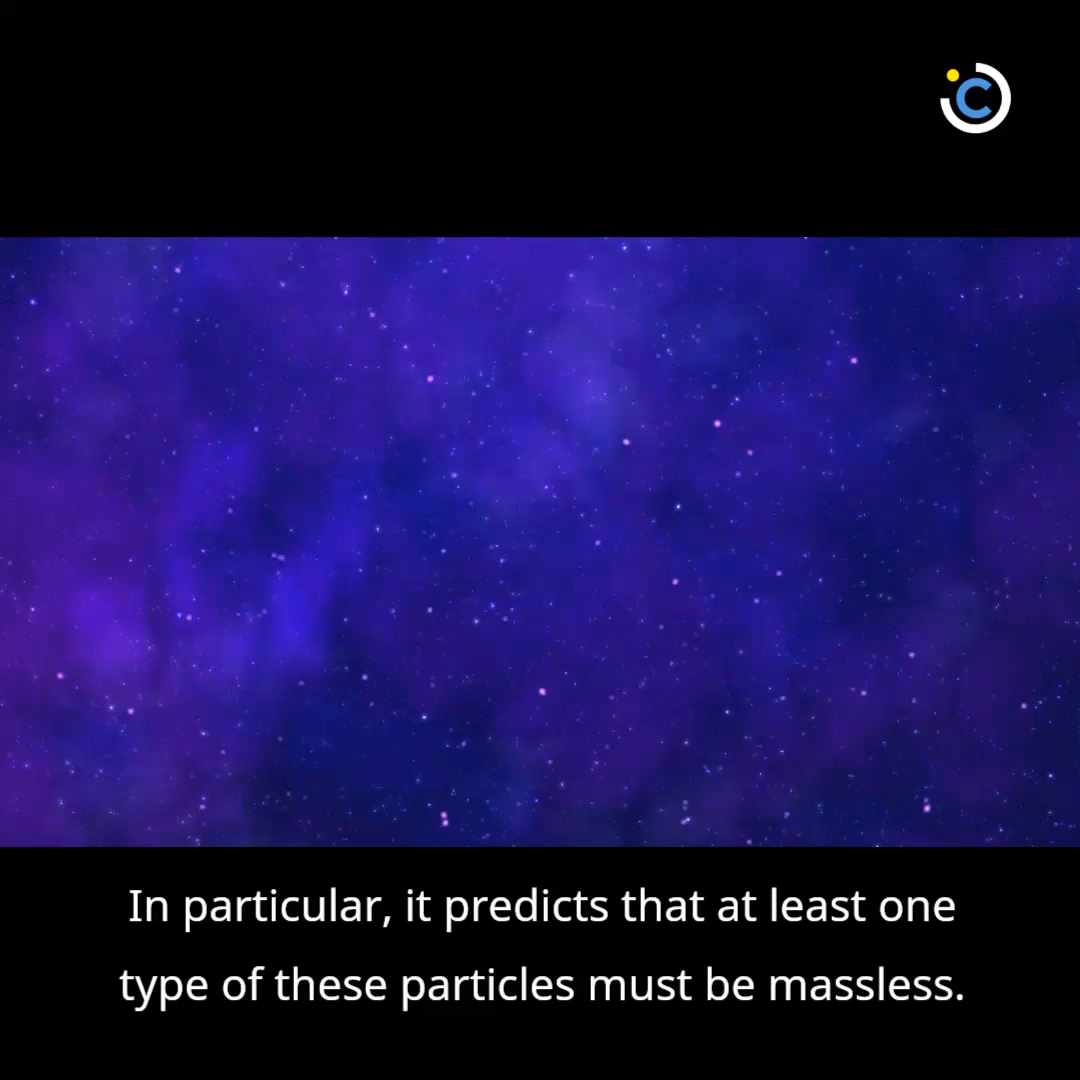 C
In particular, it predicts that at least one
type of these particles must be massless.